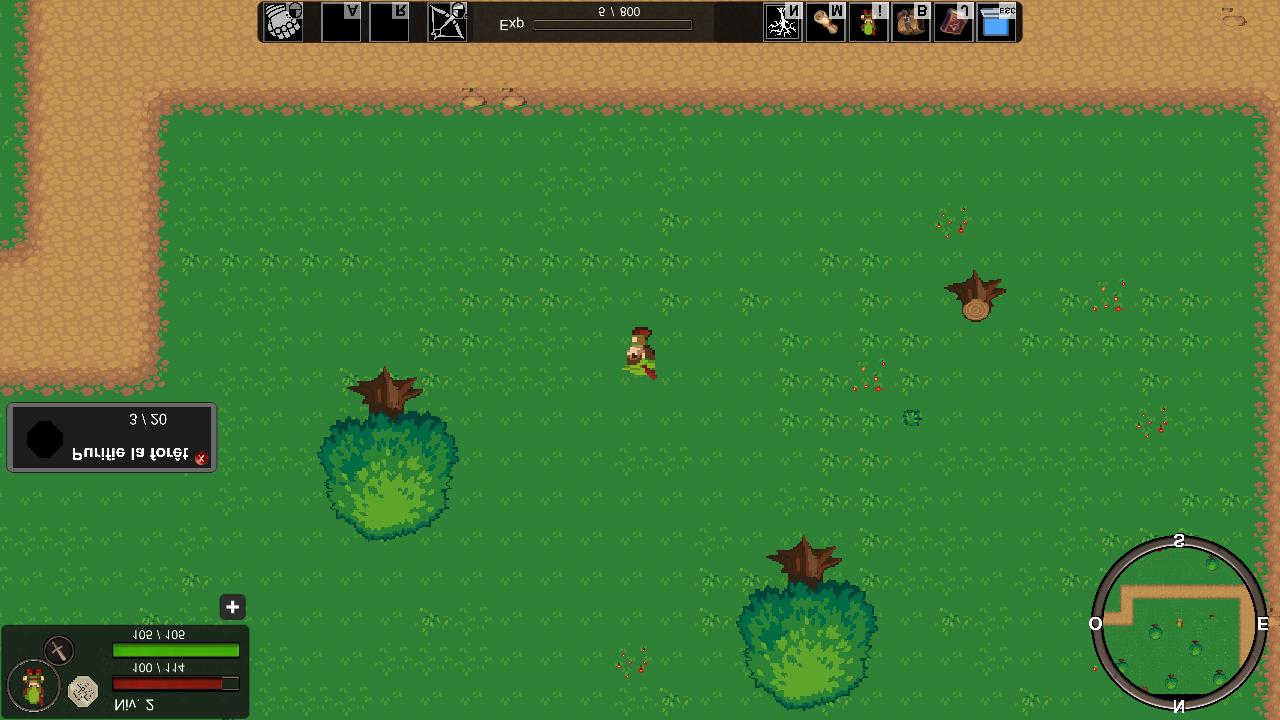 Niv. 2
100 / 114
105 / 105
+
N
O
E
S
Purifie la forêt
x
3 / 20
A
R
Exp
5 / 800
N
M
I
B
J
ESC